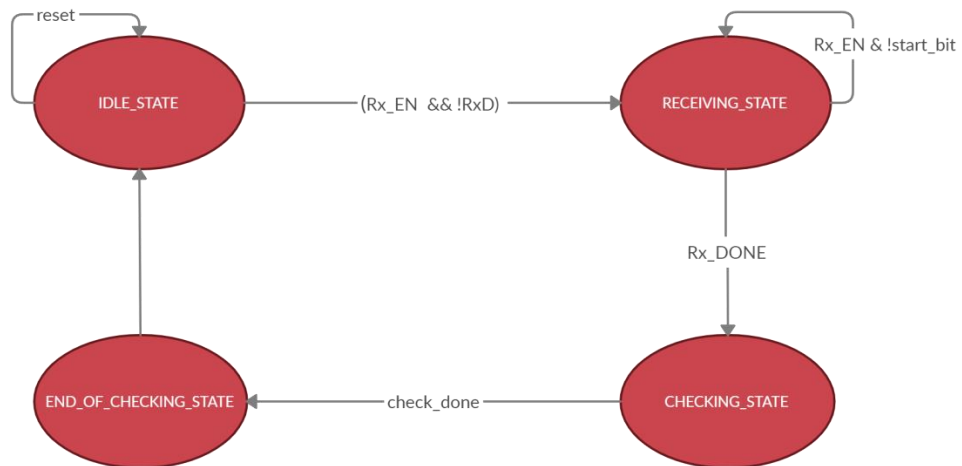 reset
Rx_EN & !start_bit
IDLE_STATE
(Rx_EN && !RxD)
RECEIVING_STATE
Rx_DONE
END_OF_CHECKING_STATE
check_done
CHECKING_STATE